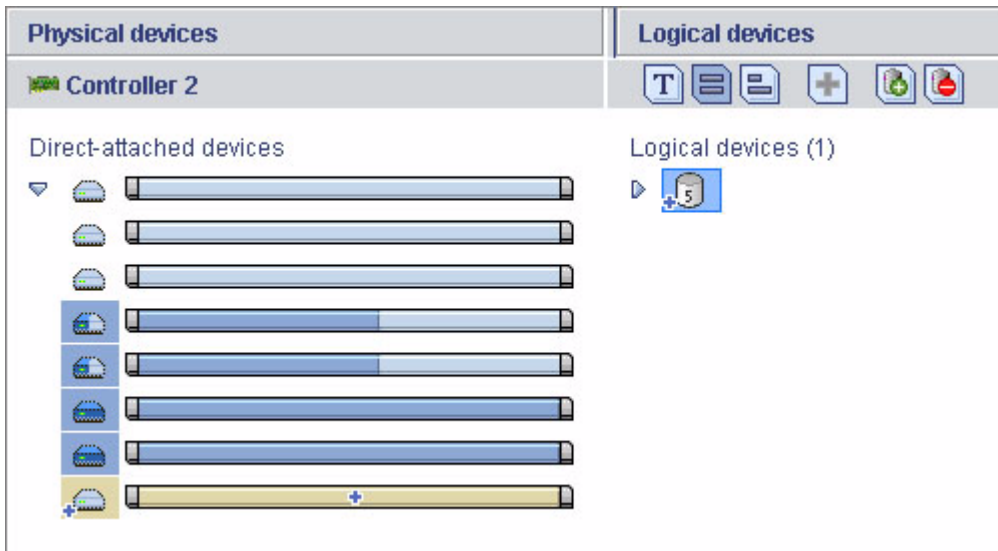 Physical devices
Logical devices
Controller 2
T
Direct-attached devices
Logical devices (1)
5